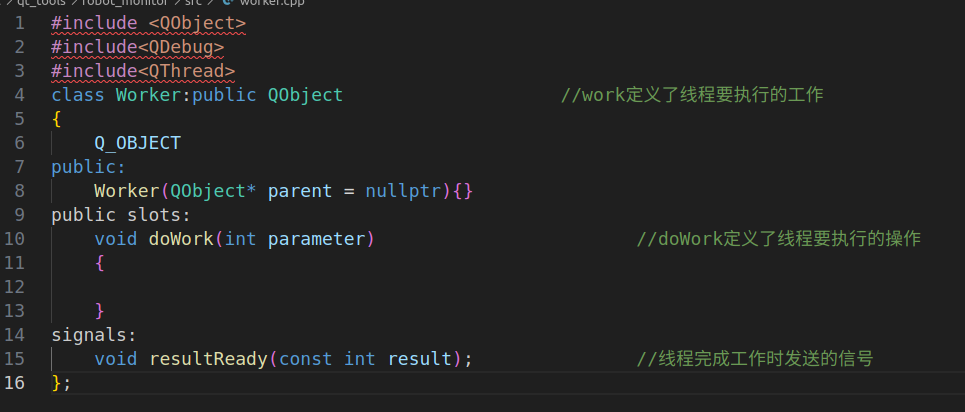 qt_tools / robot_monitor / src / worker.cpp
1 #include <QObject>
2 #include<QDebug>
3 #include<QThread>
4 class Worker:public QObject //work定义了线程要执行的工作
5 {
6 Q_OBJECT
7 public:
8 Worker(QObject* parent = nullptr){}
9 public slots:
10 void doWork(int parameter) //doWork定义了线程要执行的操作
11 {
12
13 }
14 signals:
15 void resultReady(const int result); //线程完成工作时发送的信号
16 };